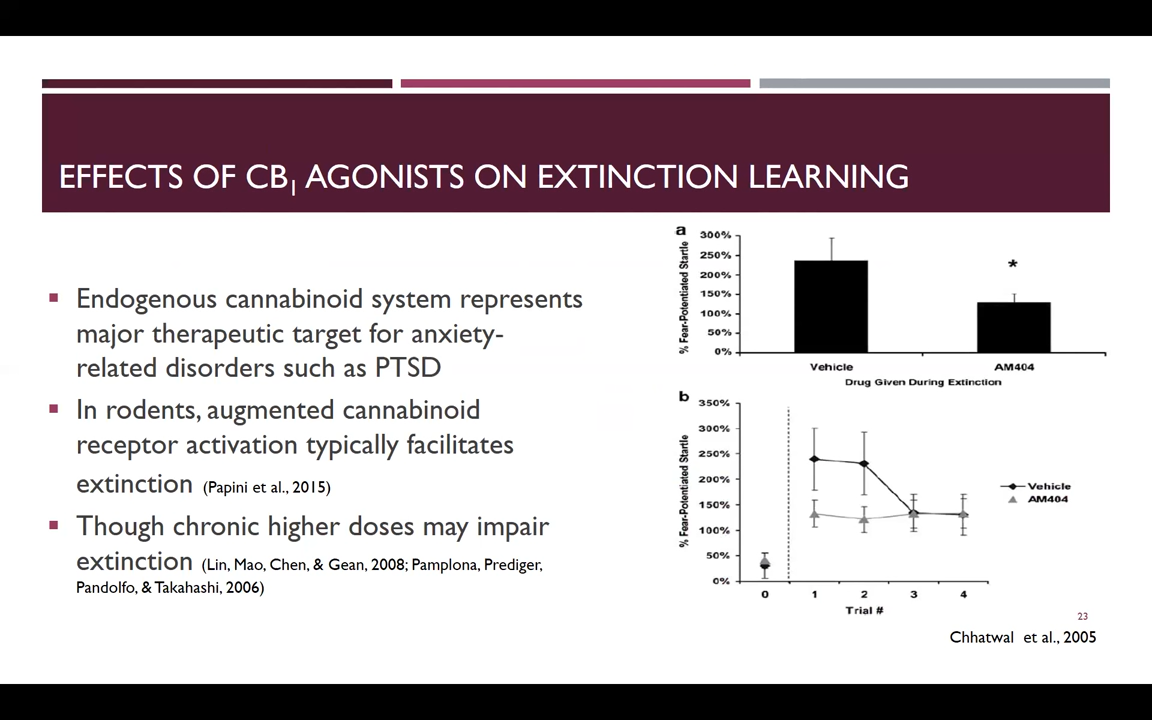 EFFECTS OF CB1 AGONISTS ON EXTINCTION LEARNING
▪ Endogenous cannabinoid system represents
major therapeutic target for anxiety-
related disorders such as PTSD
▪ In rodents, augmented cannabinoid
receptor activation typically facilitates
extinction (Papini et al., 2015)
▪ Though chronic higher doses may impair
extinction (Lin, Mao, Chen, & Gean, 2008; Pamplona, Prediger,
Pandolfo, & Takahashi, 2006)
a
% Fear-Potentiated Startle
300%
250%
200%
150%
100%
50%
0%
*
Vehicle AM404
Drug Given During Extinction
b
% Fear-Potentiated Startle
350%
300%
250%
200%
150%
100%
50%
0%
Vehicle
AM404
0 1 2 3 4
Trial #
23
Chhatwal et al., 2005